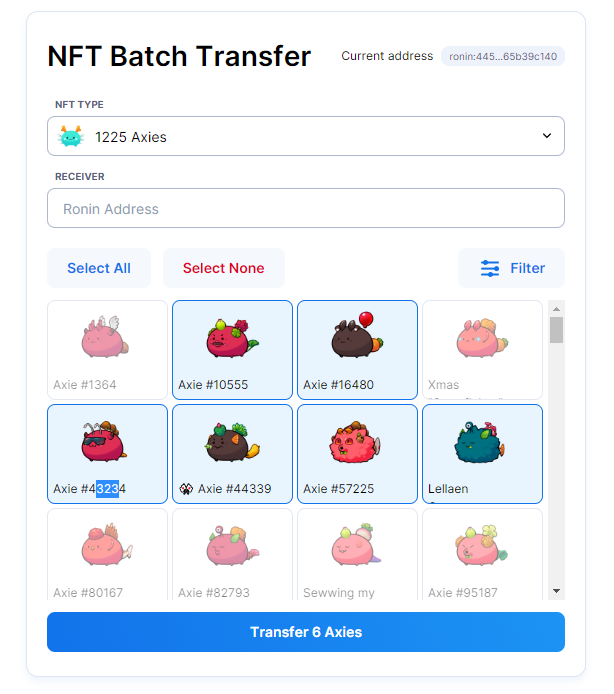 NFT Batch Transfer
Current address ronin:445...65b39c140
NFT TYPE
1225 Axies
RECEIVER
Ronin Address
Select All Select None Filter
Axie #1364 Axie #10555 Axie #16480 Xmas
Axie #43234 Axie #44339 Axie #57225 Lellaen
Axie #80167 Axie #82793 Sewwing my Axie #95187
Transfer 6 Axies